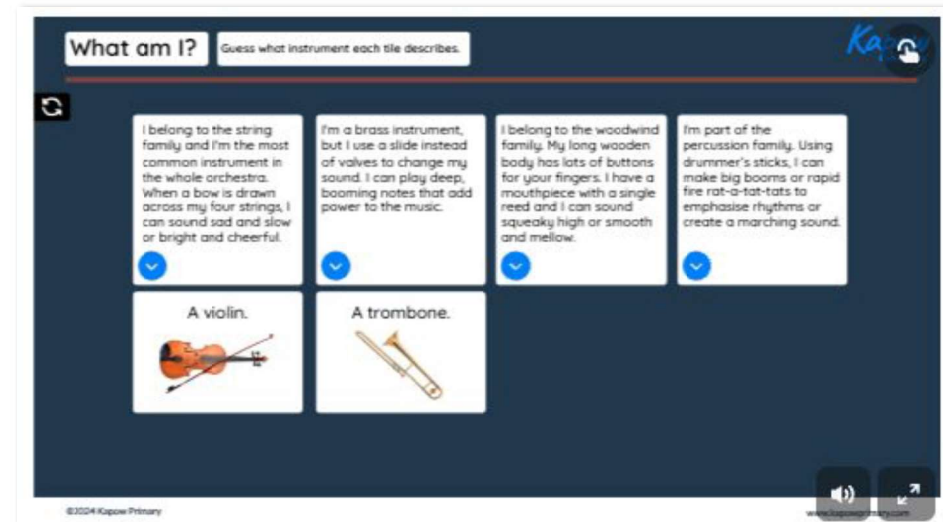 What am I?
Guess what instrument each tile describes.
Kapow
I belong to the string
family and I'm the most
common instrument in
the whole orchestra.
When a bow is drawn
across my four strings, I
can sound sad and slow
or bright and cheerful.
I'm a brass instrument,
but I use a slide instead
of valves to change my
sound. I can play deep,
booming notes that add
power to the music.
I belong to the woodwind
family. My long wooden
body has lots of buttons
for your fingers. I have a
mouthpiece with a single
reed and I can sound
squeaky high or smooth
and mellow.
I'm part of the
percussion family. Using
drummer's sticks, I can
make big booms or rapid
fire rat-a-tat-tats to
emphasise rhythms or
create a marching sound.
A violin.
A trombone.
©2024 Kapow Primary
www.kapowprimary.com